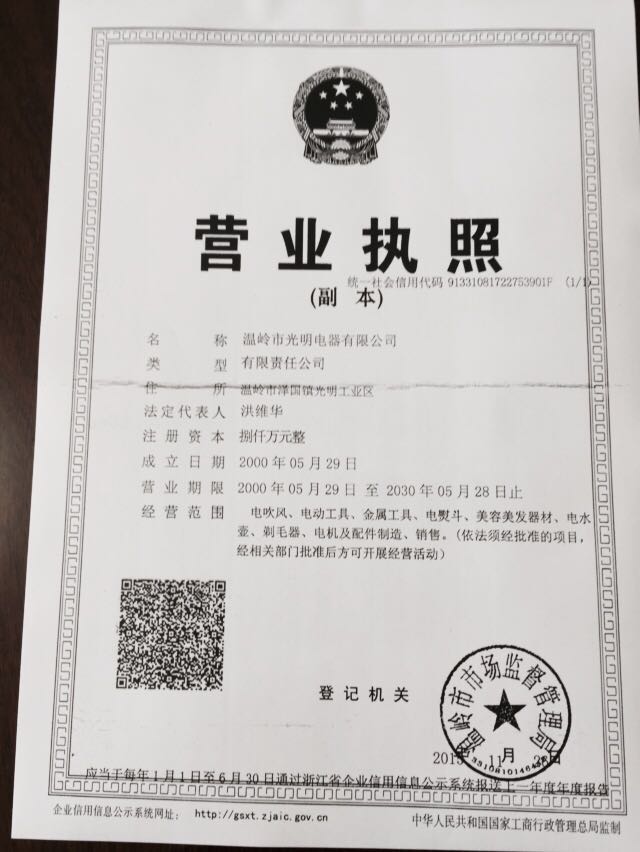 营业执照
统一社会信用代码 91331081722753901F (1/1)
(副 本)
名 称 温岭市光明电器有限公司
类 型 有限责任公司
住 所 温岭市泽国镇光明工业区
法定代表人 洪维华
注册资本 捌仟万元整
成立日期 2000年05月29日
营业期限 2000年05月29日 至 2030年05月28日止
经营范围 电吹风、电动工具、金属工具、电熨斗、美容美发器材、电水
壶、剃毛器、电机及配件制造、销售。(依法须经批准的项目，
经相关部门批准后方可开展经营活动)
登记机关
温岭市市场监督管理局
2015 11 月 日
应当于每年1月1日至6月30日通过浙江省企业信用信息公示系统报送上一年度年度报告
企业信用信息公示系统网址： http://gsxt.zjaic.gov.cn
中华人民共和国国家工商行政管理总局监制